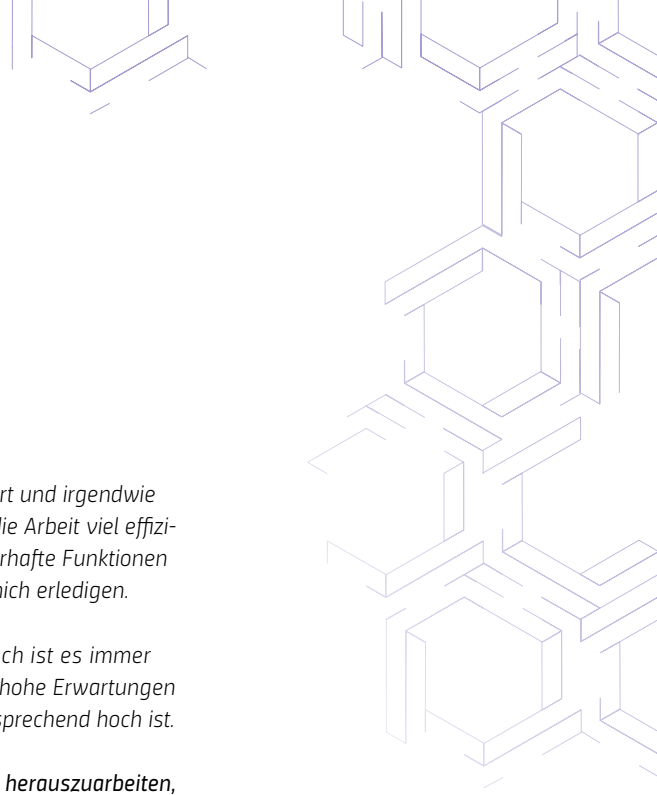 rt und irgendwie
die Arbeit viel effizi-
rhafte Funktionen
nich erledigen.
ch ist es immer
hohe Erwartungen
sprechend hoch ist.
herauszuarbeiten,